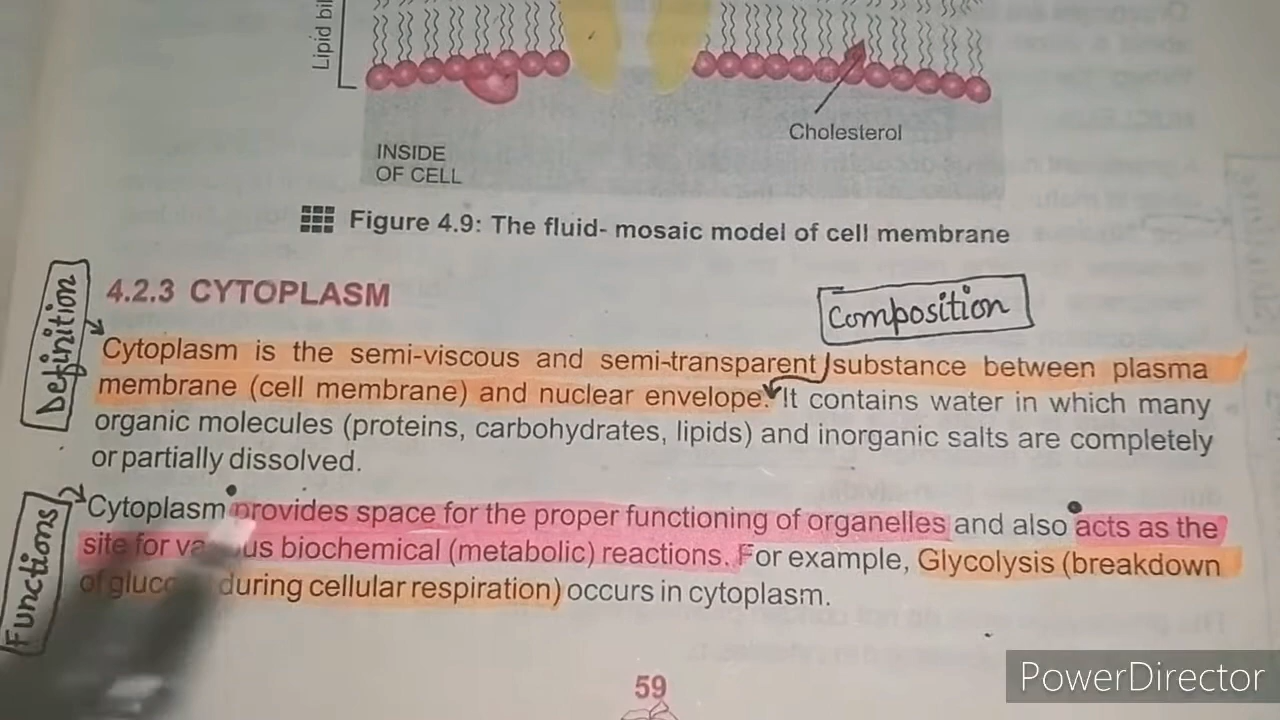 Lipid bi
Cholesterol
INSIDE
OF CELL
Figure 4.9: The fluid- mosaic model of cell membrane
4.2.3 CYTOPLASM
Composition
Definition
Cytoplasm is the semi-viscous and semi-transparent substance between plasma
membrane (cell membrane) and nuclear envelope. It contains water in which many
organic molecules (proteins, carbohydrates, lipids) and inorganic salts are completely
or partially dissolved.
Functions
Cytoplasm provides space for the proper functioning of organelles and also acts as the
site for various biochemical (metabolic) reactions. For example, Glycolysis (breakdown
of gluco during cellular respiration) occurs in cytoplasm.
59
PowerDirector